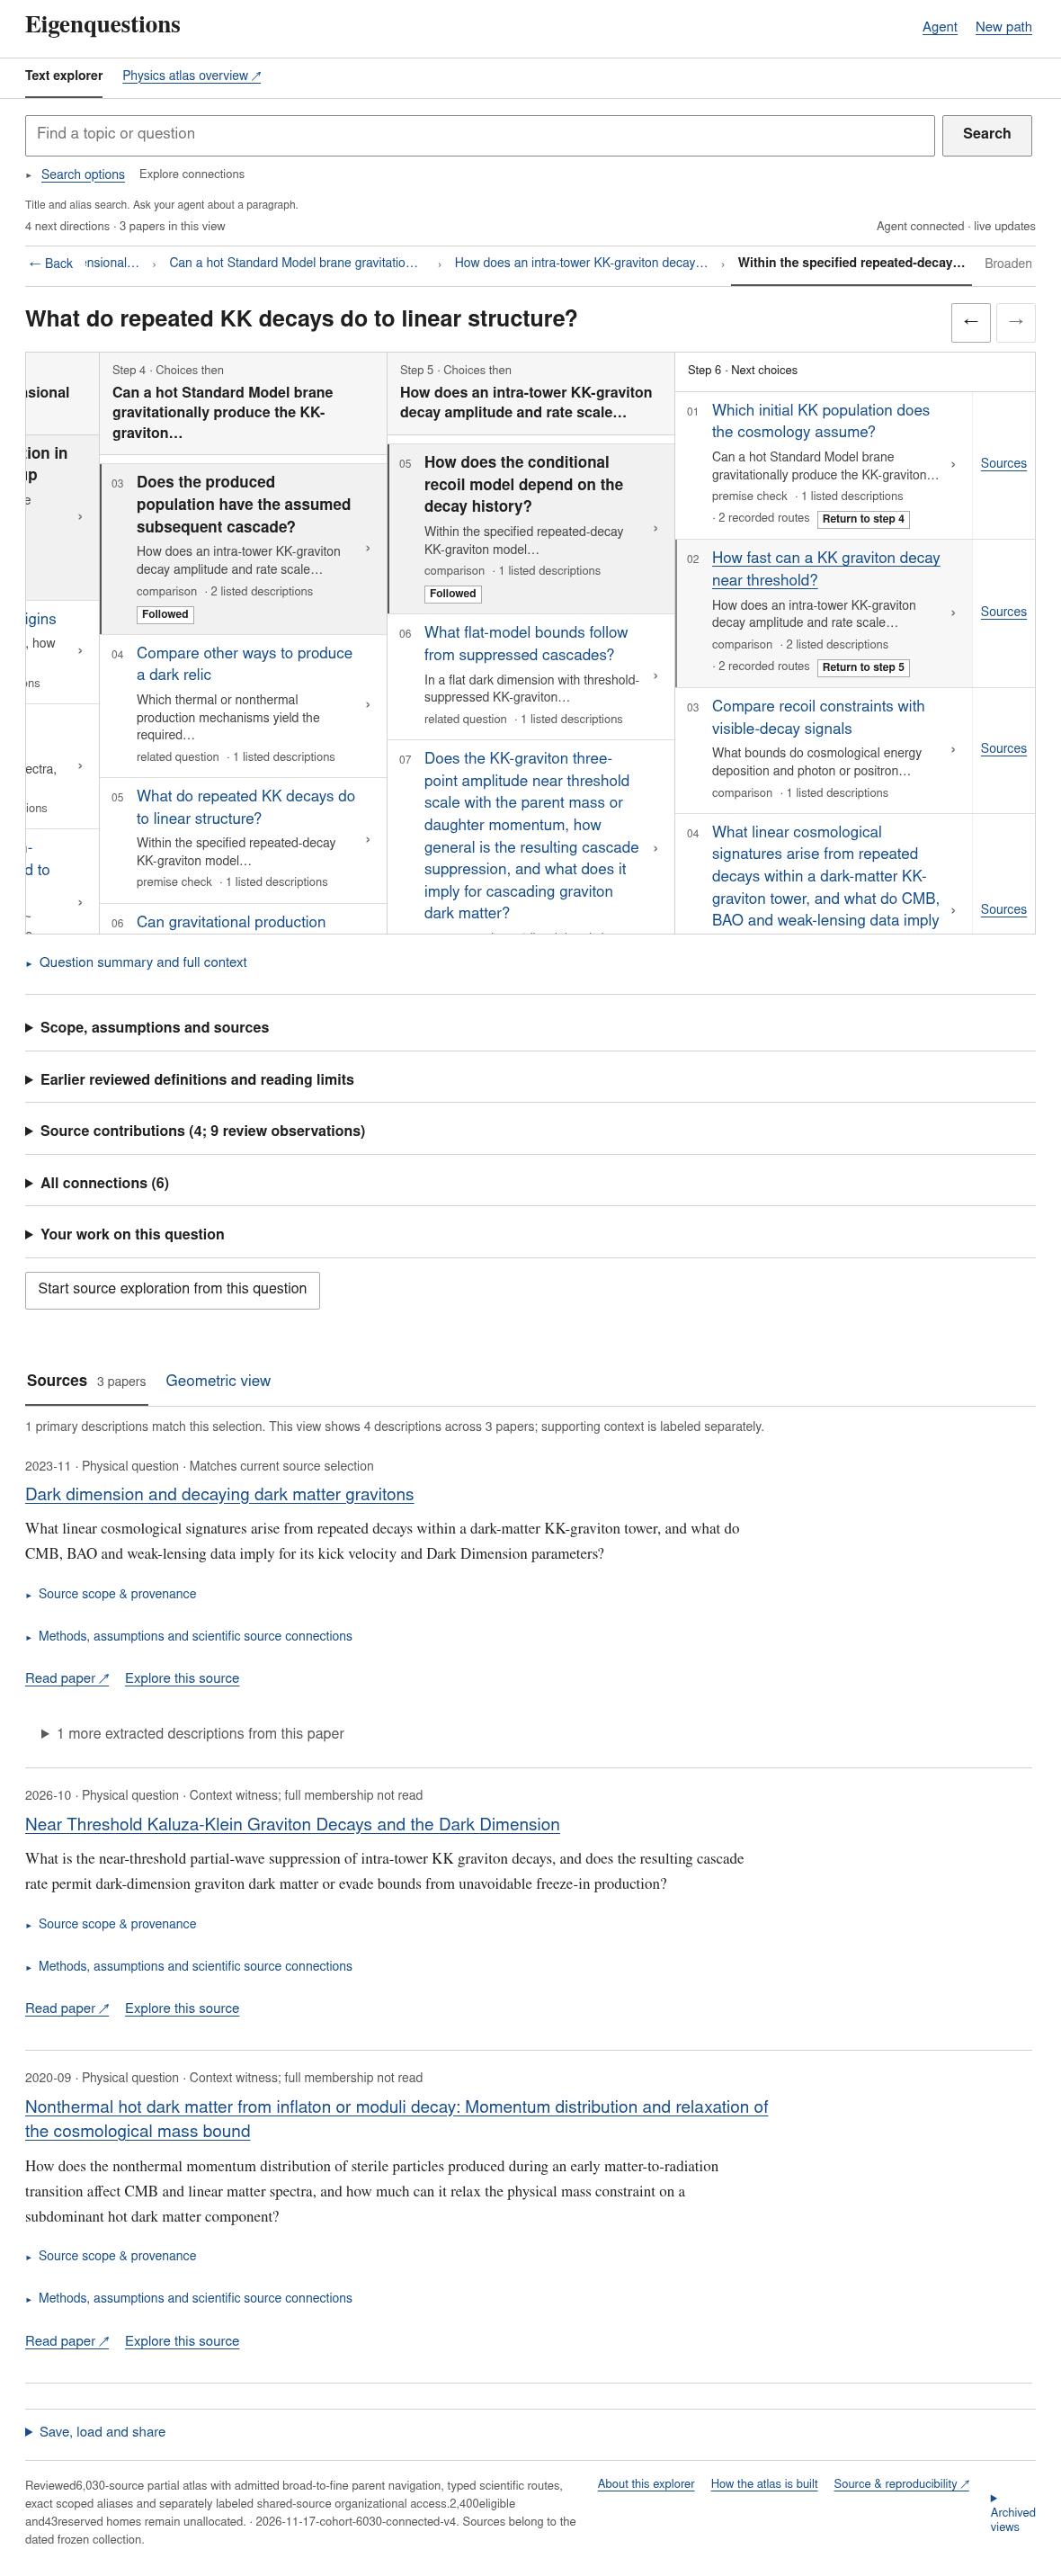 Eigenquestions
Agent New path
Text explorer Physics atlas overview ↗
Find a topic or question Search
▸ Search options Explore connections
Title and alias search. Ask your agent about a paragraph.
4 next directions · 3 papers in this view Agent connected · live updates
← Back nsional… › Can a hot Standard Model brane gravitatio… › How does an intra-tower KK-graviton decay… › Within the specified repeated-decay… Broaden
What do repeated KK decays do to linear structure?
← →
nsional
tion in
up
e
›
igins
, how
ns
›
ectra,
ions
›
n-
d to
›
Step 4 · Choices then
Can a hot Standard Model brane
gravitationally produce the KK-
graviton…
03 Does the produced
population have the assumed
subsequent cascade?
How does an intra-tower KK-graviton
decay amplitude and rate scale…
comparison · 2 listed descriptions
Followed
›
04 Compare other ways to produce
a dark relic
Which thermal or nonthermal
production mechanisms yield the
required…
related question · 1 listed descriptions
›
05 What do repeated KK decays do
to linear structure?
Within the specified repeated-decay
KK-graviton model…
premise check · 1 listed descriptions
›
06 Can gravitational production
Step 5 · Choices then
How does an intra-tower KK-graviton
decay amplitude and rate scale…
05 How does the conditional
recoil model depend on the
decay history?
Within the specified repeated-decay
KK-graviton model…
comparison · 1 listed descriptions
Followed
›
06 What flat-model bounds follow
from suppressed cascades?
In a flat dark dimension with threshold-
suppressed KK-graviton…
related question · 1 listed descriptions
›
07 Does the KK-graviton three-
point amplitude near threshold
scale with the parent mass or
daughter momentum, how
general is the resulting cascade
suppression, and what does it
imply for cascading graviton
dark matter?
›
Step 6 · Next choices
01 Which initial KK population does
the cosmology assume?
Can a hot Standard Model brane
gravitationally produce the KK-graviton…
premise check · 1 listed descriptions
· 2 recorded routes Return to step 4
› Sources
02 How fast can a KK graviton decay
near threshold?
How does an intra-tower KK-graviton
decay amplitude and rate scale…
comparison · 2 listed descriptions
· 2 recorded routes Return to step 5
› Sources
03 Compare recoil constraints with
visible-decay signals
What bounds do cosmological energy
deposition and photon or positron…
comparison · 1 listed descriptions
› Sources
04 What linear cosmological
signatures arise from repeated
decays within a dark-matter KK-
graviton tower, and what do CMB,
BAO and weak-lensing data imply
› Sources
▸ Question summary and full context
▶ Scope, assumptions and sources
▶ Earlier reviewed definitions and reading limits
▶ Source contributions (4; 9 review observations)
▶ All connections (6)
▶ Your work on this question
Start source exploration from this question
Sources 3 papers Geometric view
1 primary descriptions match this selection. This view shows 4 descriptions across 3 papers; supporting context is labeled separately.
2023-11 · Physical question · Matches current source selection
Dark dimension and decaying dark matter gravitons
What linear cosmological signatures arise from repeated decays within a dark-matter KK-graviton tower, and what do
CMB, BAO and weak-lensing data imply for its kick velocity and Dark Dimension parameters?
▸ Source scope & provenance
▸ Methods, assumptions and scientific source connections
Read paper ↗ Explore this source
▶ 1 more extracted descriptions from this paper
2026-10 · Physical question · Context witness; full membership not read
Near Threshold Kaluza-Klein Graviton Decays and the Dark Dimension
What is the near-threshold partial-wave suppression of intra-tower KK graviton decays, and does the resulting cascade
rate permit dark-dimension graviton dark matter or evade bounds from unavoidable freeze-in production?
▸ Source scope & provenance
▸ Methods, assumptions and scientific source connections
Read paper ↗ Explore this source
2020-09 · Physical question · Context witness; full membership not read
Nonthermal hot dark matter from inflaton or moduli decay: Momentum distribution and relaxation of
the cosmological mass bound
How does the nonthermal momentum distribution of sterile particles produced during an early matter-to-radiation
transition affect CMB and linear matter spectra, and how much can it relax the physical mass constraint on a
subdominant hot dark matter component?
▸ Source scope & provenance
▸ Methods, assumptions and scientific source connections
Read paper ↗ Explore this source
▶ Save, load and share
Reviewed6,030-source partial atlas with admitted broad-to-fine parent navigation, typed scientific routes,
exact scoped aliases and separately labeled shared-source organizational access.2,400eligible
and43reserved homes remain unallocated. · 2026-11-17-cohort-6030-connected-v4. Sources belong to the
dated frozen collection.
About this explorer How the atlas is built Source & reproducibility ↗
▶
Archived
views